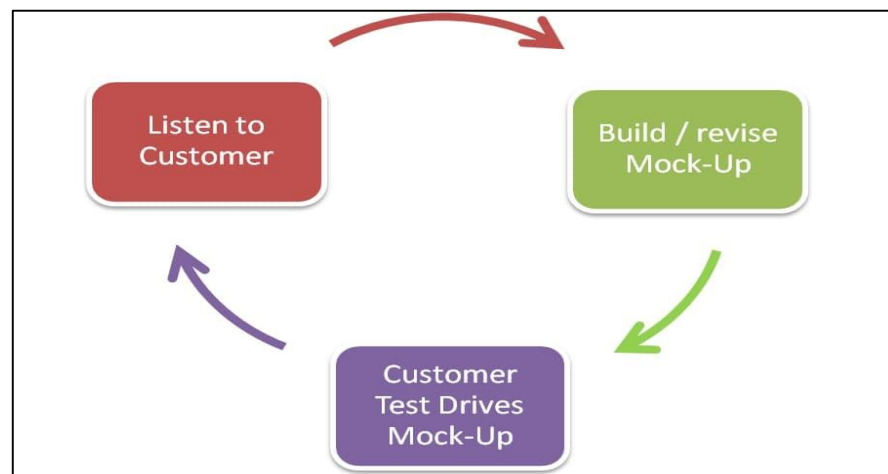 Listen to
Customer
Build / revise
Mock-Up
Customer
Test Drives
Mock-Up